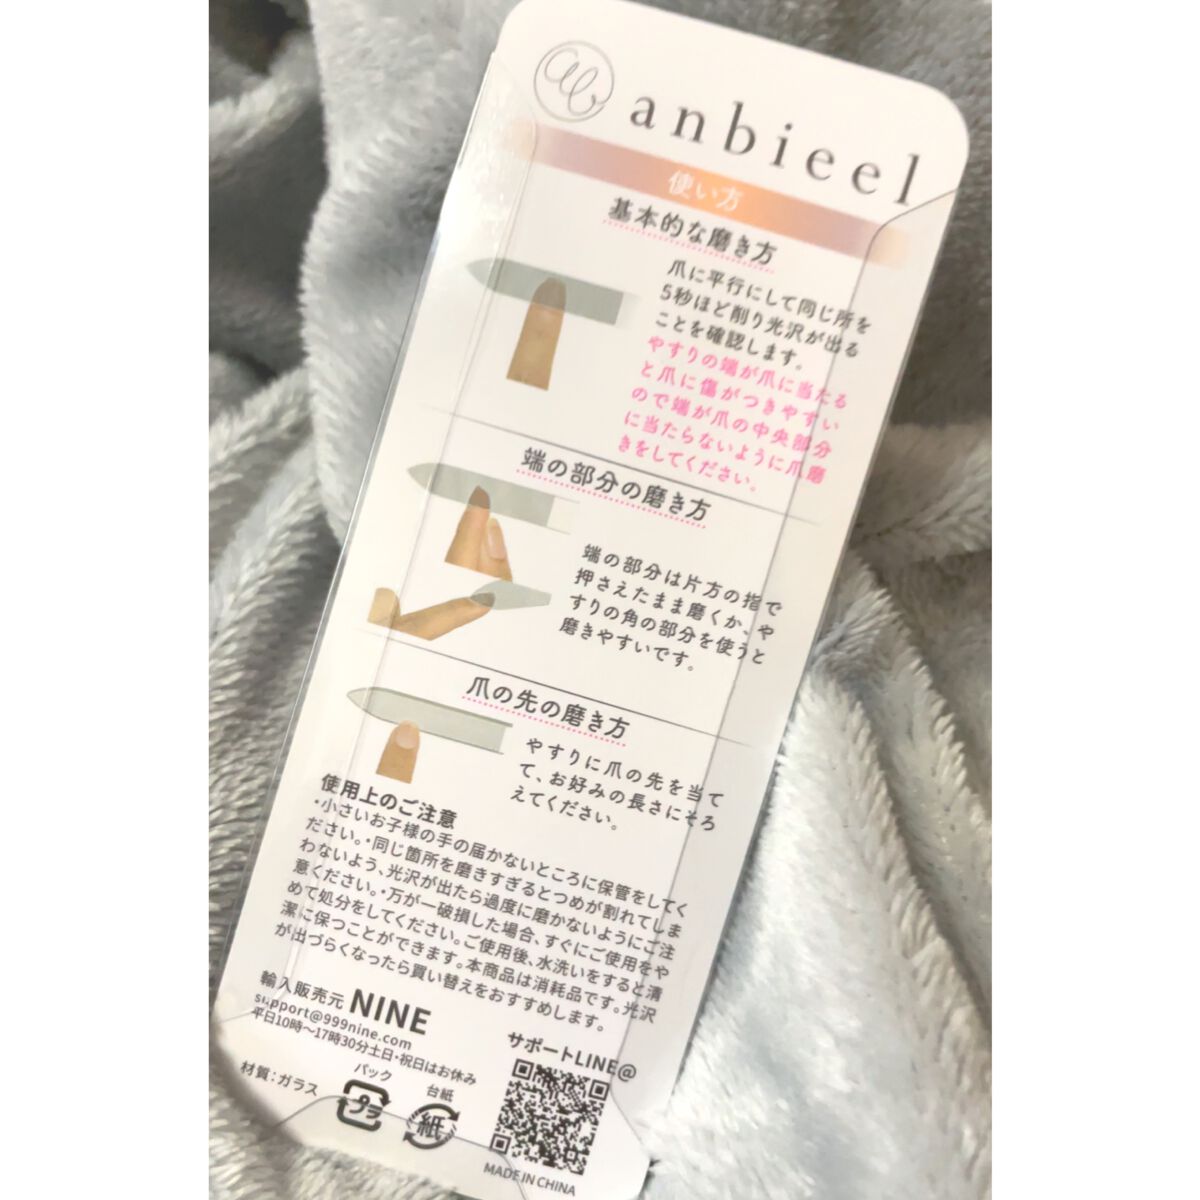 anbieel
使い方
基本的な磨き方
爪に平行にして同じ所を
5秒ほど削り光沢が出る
ことを確認します。
やすりの端が爪に当たる
と爪に傷がつきやすい
ので端が爪の中央部分
に当たらないように爪磨
きをしてください。
端の部分の磨き方
端の部分は片方の指で
押さえたまま磨くか、や
すりの角の部分を使うと
磨きやすいです。
爪の先の磨き方
やすりに爪の先を当て
て、お好みの長さにそろ
えてください。
使用上のご注意
・小さいお子様の手の届かないところに保管をしてく
ださい。・同じ箇所を磨きすぎるとつめが割れてしま
わないよう、光沢が出たら過度に磨かないようにご注
意ください。・万が一破損した場合、すぐにご使用をや
めて処分をしてください。ご使用後、水洗いをすると清
潔に保つことができます。本商品は消耗品です。光沢
が出づらくなったら買い替えをおすすめします。
輸入販売元 NINE
support@999nine.com
平日10時〜17時30分土日・祝日はお休み
サポートLINE@
材質：ガラス
パック
プラ
台紙
紙
MADE IN CHINA